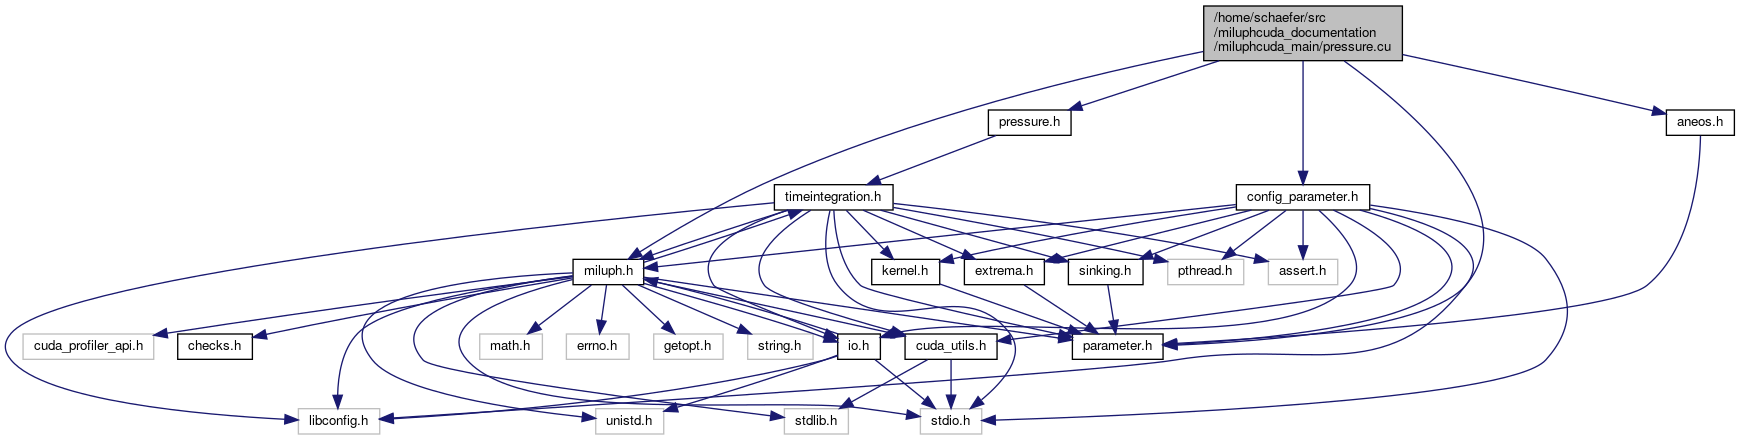 /home/schaefer/src
/miluphcuda_documentation
/miluphcuda_main/pressure.cu
pressure.h
aneos.h
timeintegration.h
config_parameter.h
miluph.h
kernel.h
extrema.h
sinking.h
pthread.h
assert.h
cuda_profiler_api.h
checks.h
math.h
errno.h
getopt.h
string.h
io.h
cuda_utils.h
parameter.h
libconfig.h
unistd.h
stdlib.h
stdio.h